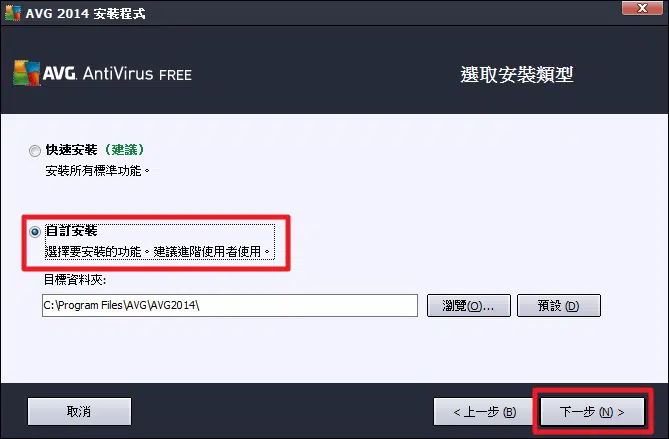 AVG 2014 安裝程式
AVG. AntiVirus FREE
選取安裝類型
快速安裝（建議）
安裝所有標準功能。
自訂安裝
選擇要安裝的功能。建議進階使用者使用。
目標資料夾:
C:\Program Files\AVG\AVG2014\
瀏覽(O)...
預設 (D)
取消
< 上一步 (B)
下一步 (N) >